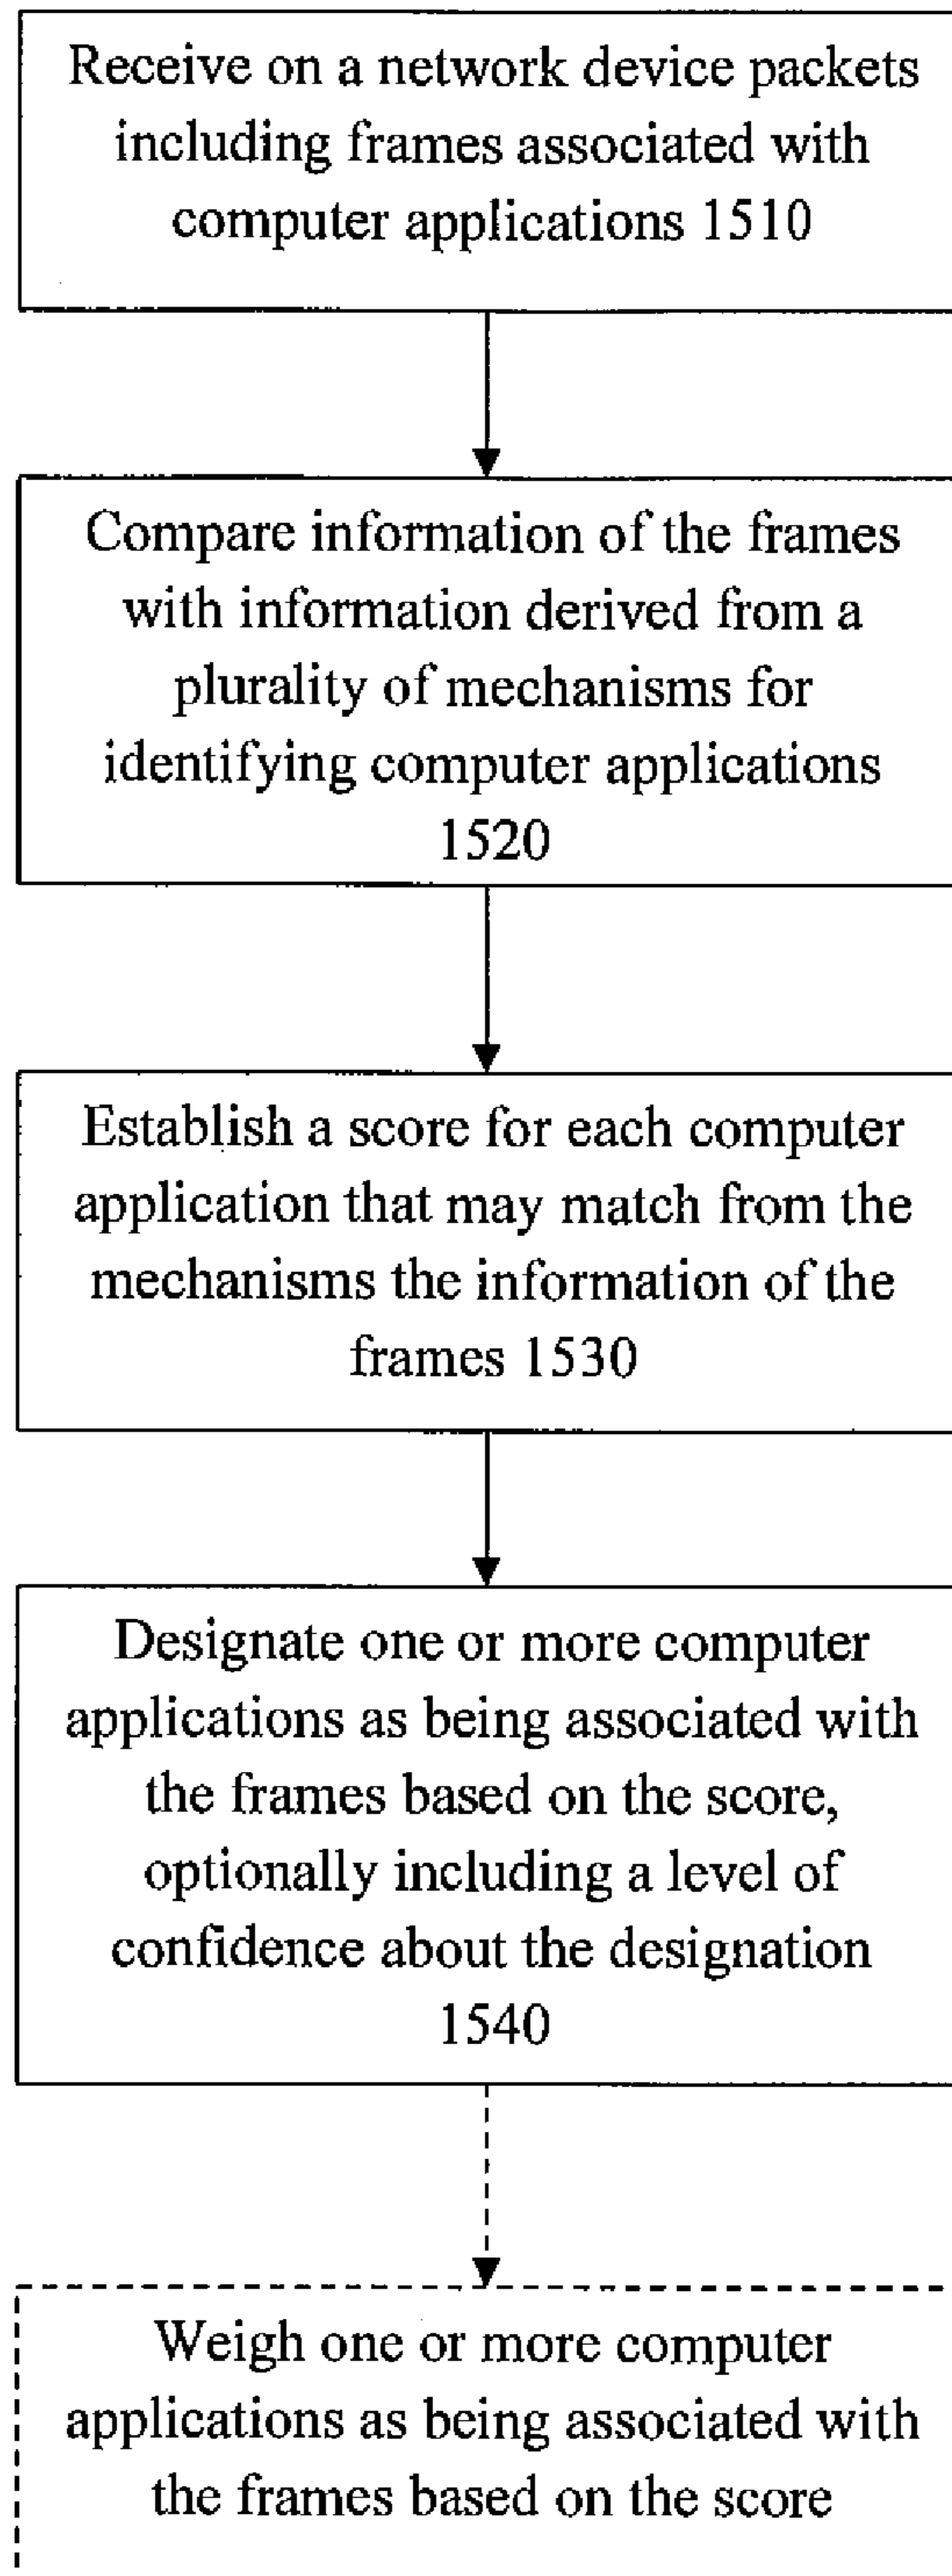 Receive on a network device packets
including frames associated with
computer applications 1510
Compare information of the frames
with information derived from a
plurality of mechanisms for
identifying computer applications
1520
Establish a score for each computer
application that may match from the
mechanisms the information of the
frames 1530
Designate one or more computer
applications as being associated with
the frames based on the score,
optionally including a level of
confidence about the designation
1540
Weigh one or more computer
applications as being associated with
the frames based on the score